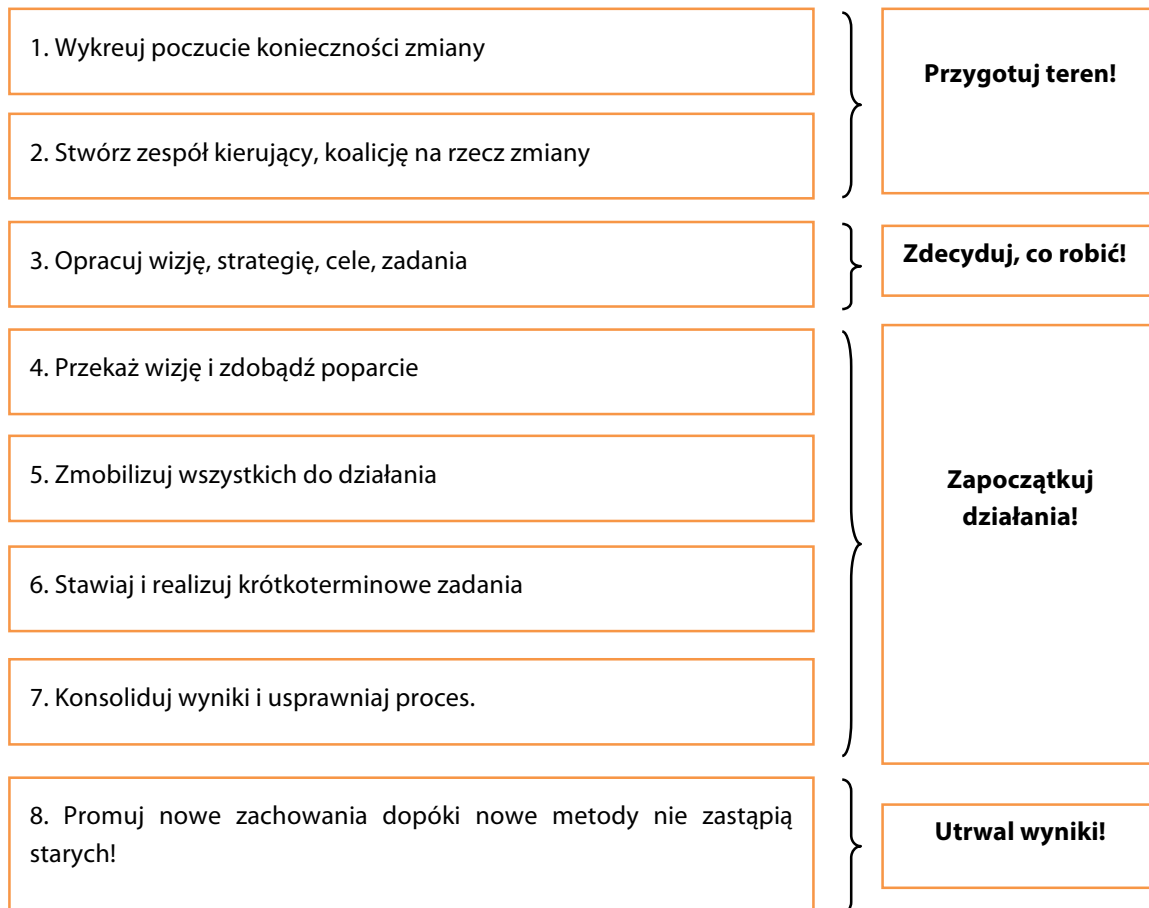 1. Wykreuj poczucie konieczności zmiany
Przygotuj teren!
2. Stwórz zespół kierujący, koalicję na rzecz zmiany
3. Opracuj wizję, strategię, cele, zadania
Zdecyduj, co robić!
4. Przekaż wizję i zdobądź poparcie
5. Zmobilizuj wszystkich do działania
6. Stawiaj i realizuj krótkoterminowe zadania
7. Konsoliduj wyniki i usprawniaj proces.
Zapoczątkuj
działania!
8. Promuj nowe zachowania dopóki nowe metody nie zastąpią
starych!
Utrwal wyniki!